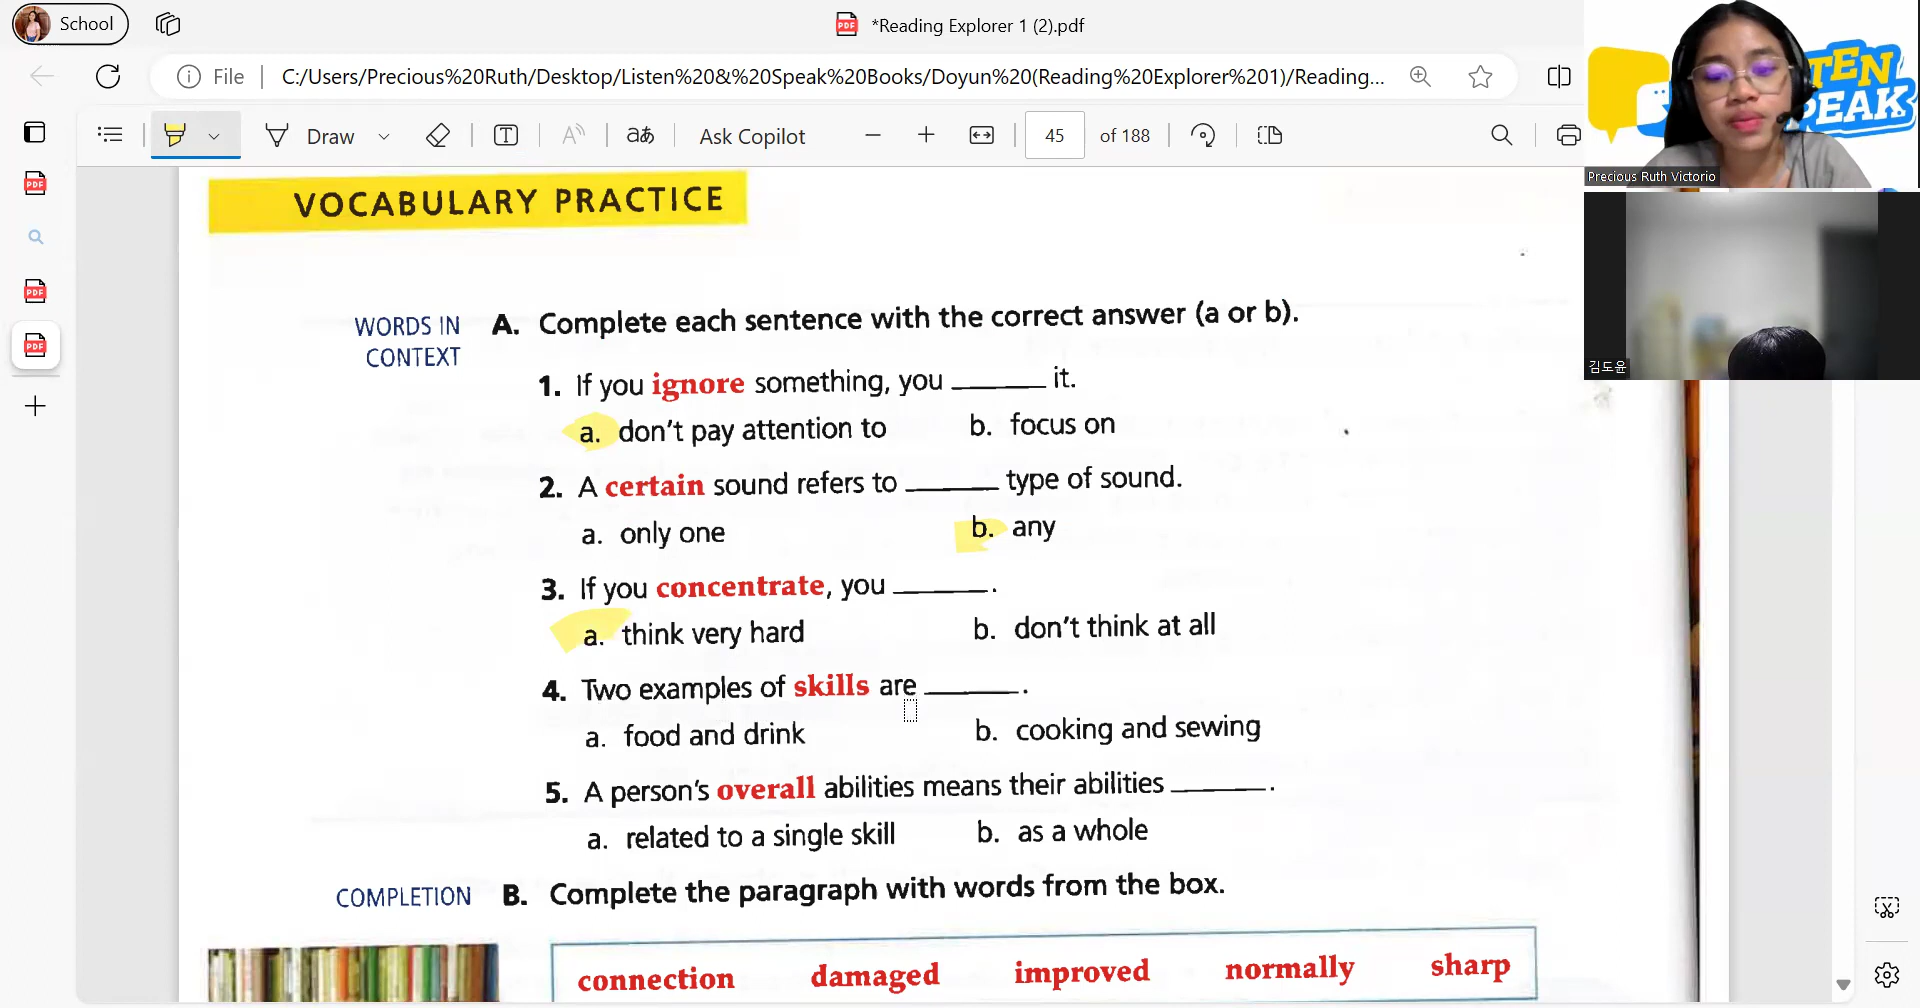 School
*Reading Explorer 1 (2).pdf
File
C:/Users/Precious%20Ruth/Desktop/Listen%20&%20Speak%20Books/Doyun%20(Reading%20Explorer%201)/Reading...
Draw
Ask Copilot
45
of 188
TEN
PEAK
Precious Ruth Victorio
김도윤
VOCABULARY PRACTICE
WORDS IN
CONTEXT
A. Complete each sentence with the correct answer (a or b).
1. If you ignore something, you ______ it.
a. don't pay attention to b. focus on
2. A certain sound refers to ______ type of sound.
a. only one b. any
3. If you concentrate, you ______.
a. think very hard b. don't think at all
4. Two examples of skills are ______.
a. food and drink b. cooking and sewing
5. A person's overall abilities means their abilities ______.
a. related to a single skill b. as a whole
COMPLETION
B. Complete the paragraph with words from the box.
connection damaged improved normally sharp